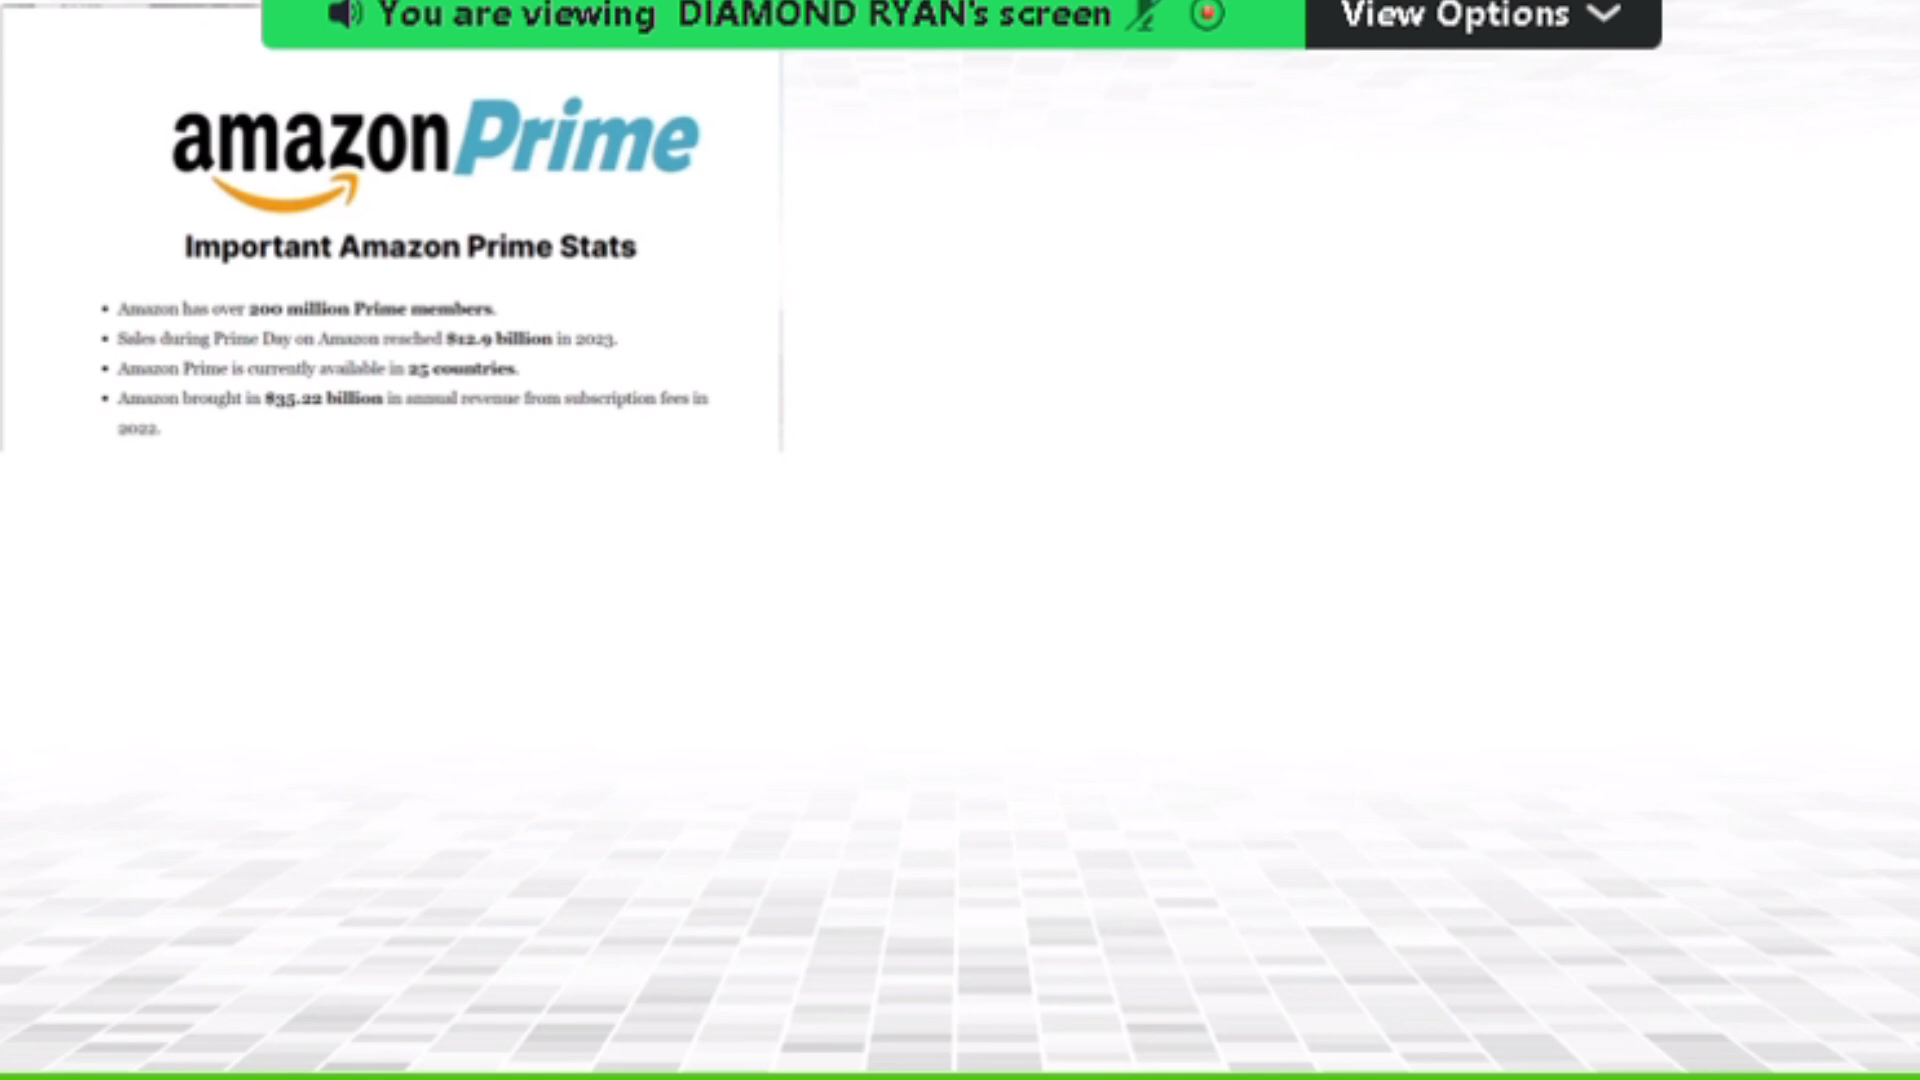 You are viewing DIAMOND RYAN's screen
View Options
amazon Prime
Important Amazon Prime Stats
• Amazon has over 200 million Prime members.
• Sales during Prime Day on Amazon reached $12.9 billion in 2023.
• Amazon Prime is currently available in 25 countries.
• Amazon brought in $35.22 billion in annual revenue from subscription fees in
2022.